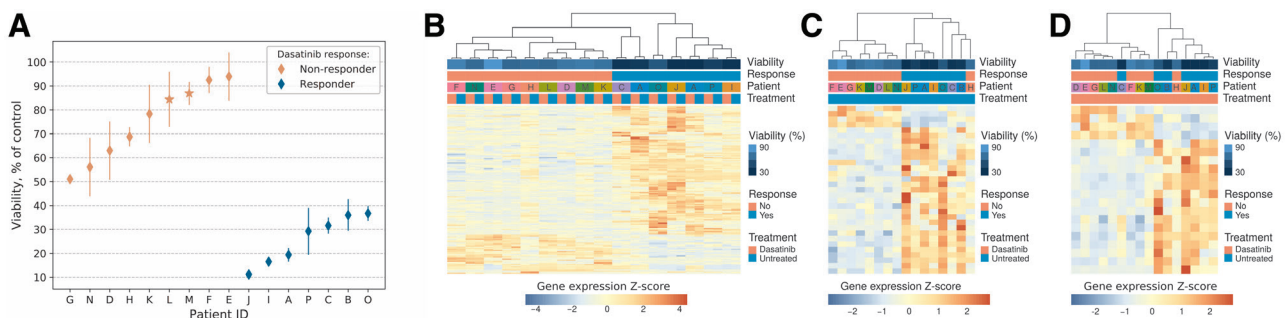 A
Dasatinib response:
Non-responder
Responder
100
90
80
70
60
50
40
30
20
10
Viability, % of control
G N D H K L M F E J I A P C B O
Patient ID
B
Viability
Response
Patient
Treatment
F E G H L D M K C A J A P I
Viability (%)
90
30
Response
No
Yes
Treatment
Dasatinib
Untreated
Gene expression Z-score
−4 −2 0 2 4
C
Viability
Response
Patient
Treatment
F E G K D L J I C H
Viability (%)
90
30
Response
No
Yes
Treatment
Dasatinib
Untreated
Gene expression Z-score
−2 −1 0 1 2
D
Viability
Response
Patient
Treatment
D E G L N C F K H J I
Viability (%)
90
30
Response
No
Yes
Treatment
Dasatinib
Untreated
Gene expression Z-score
−2 −1 0 1 2